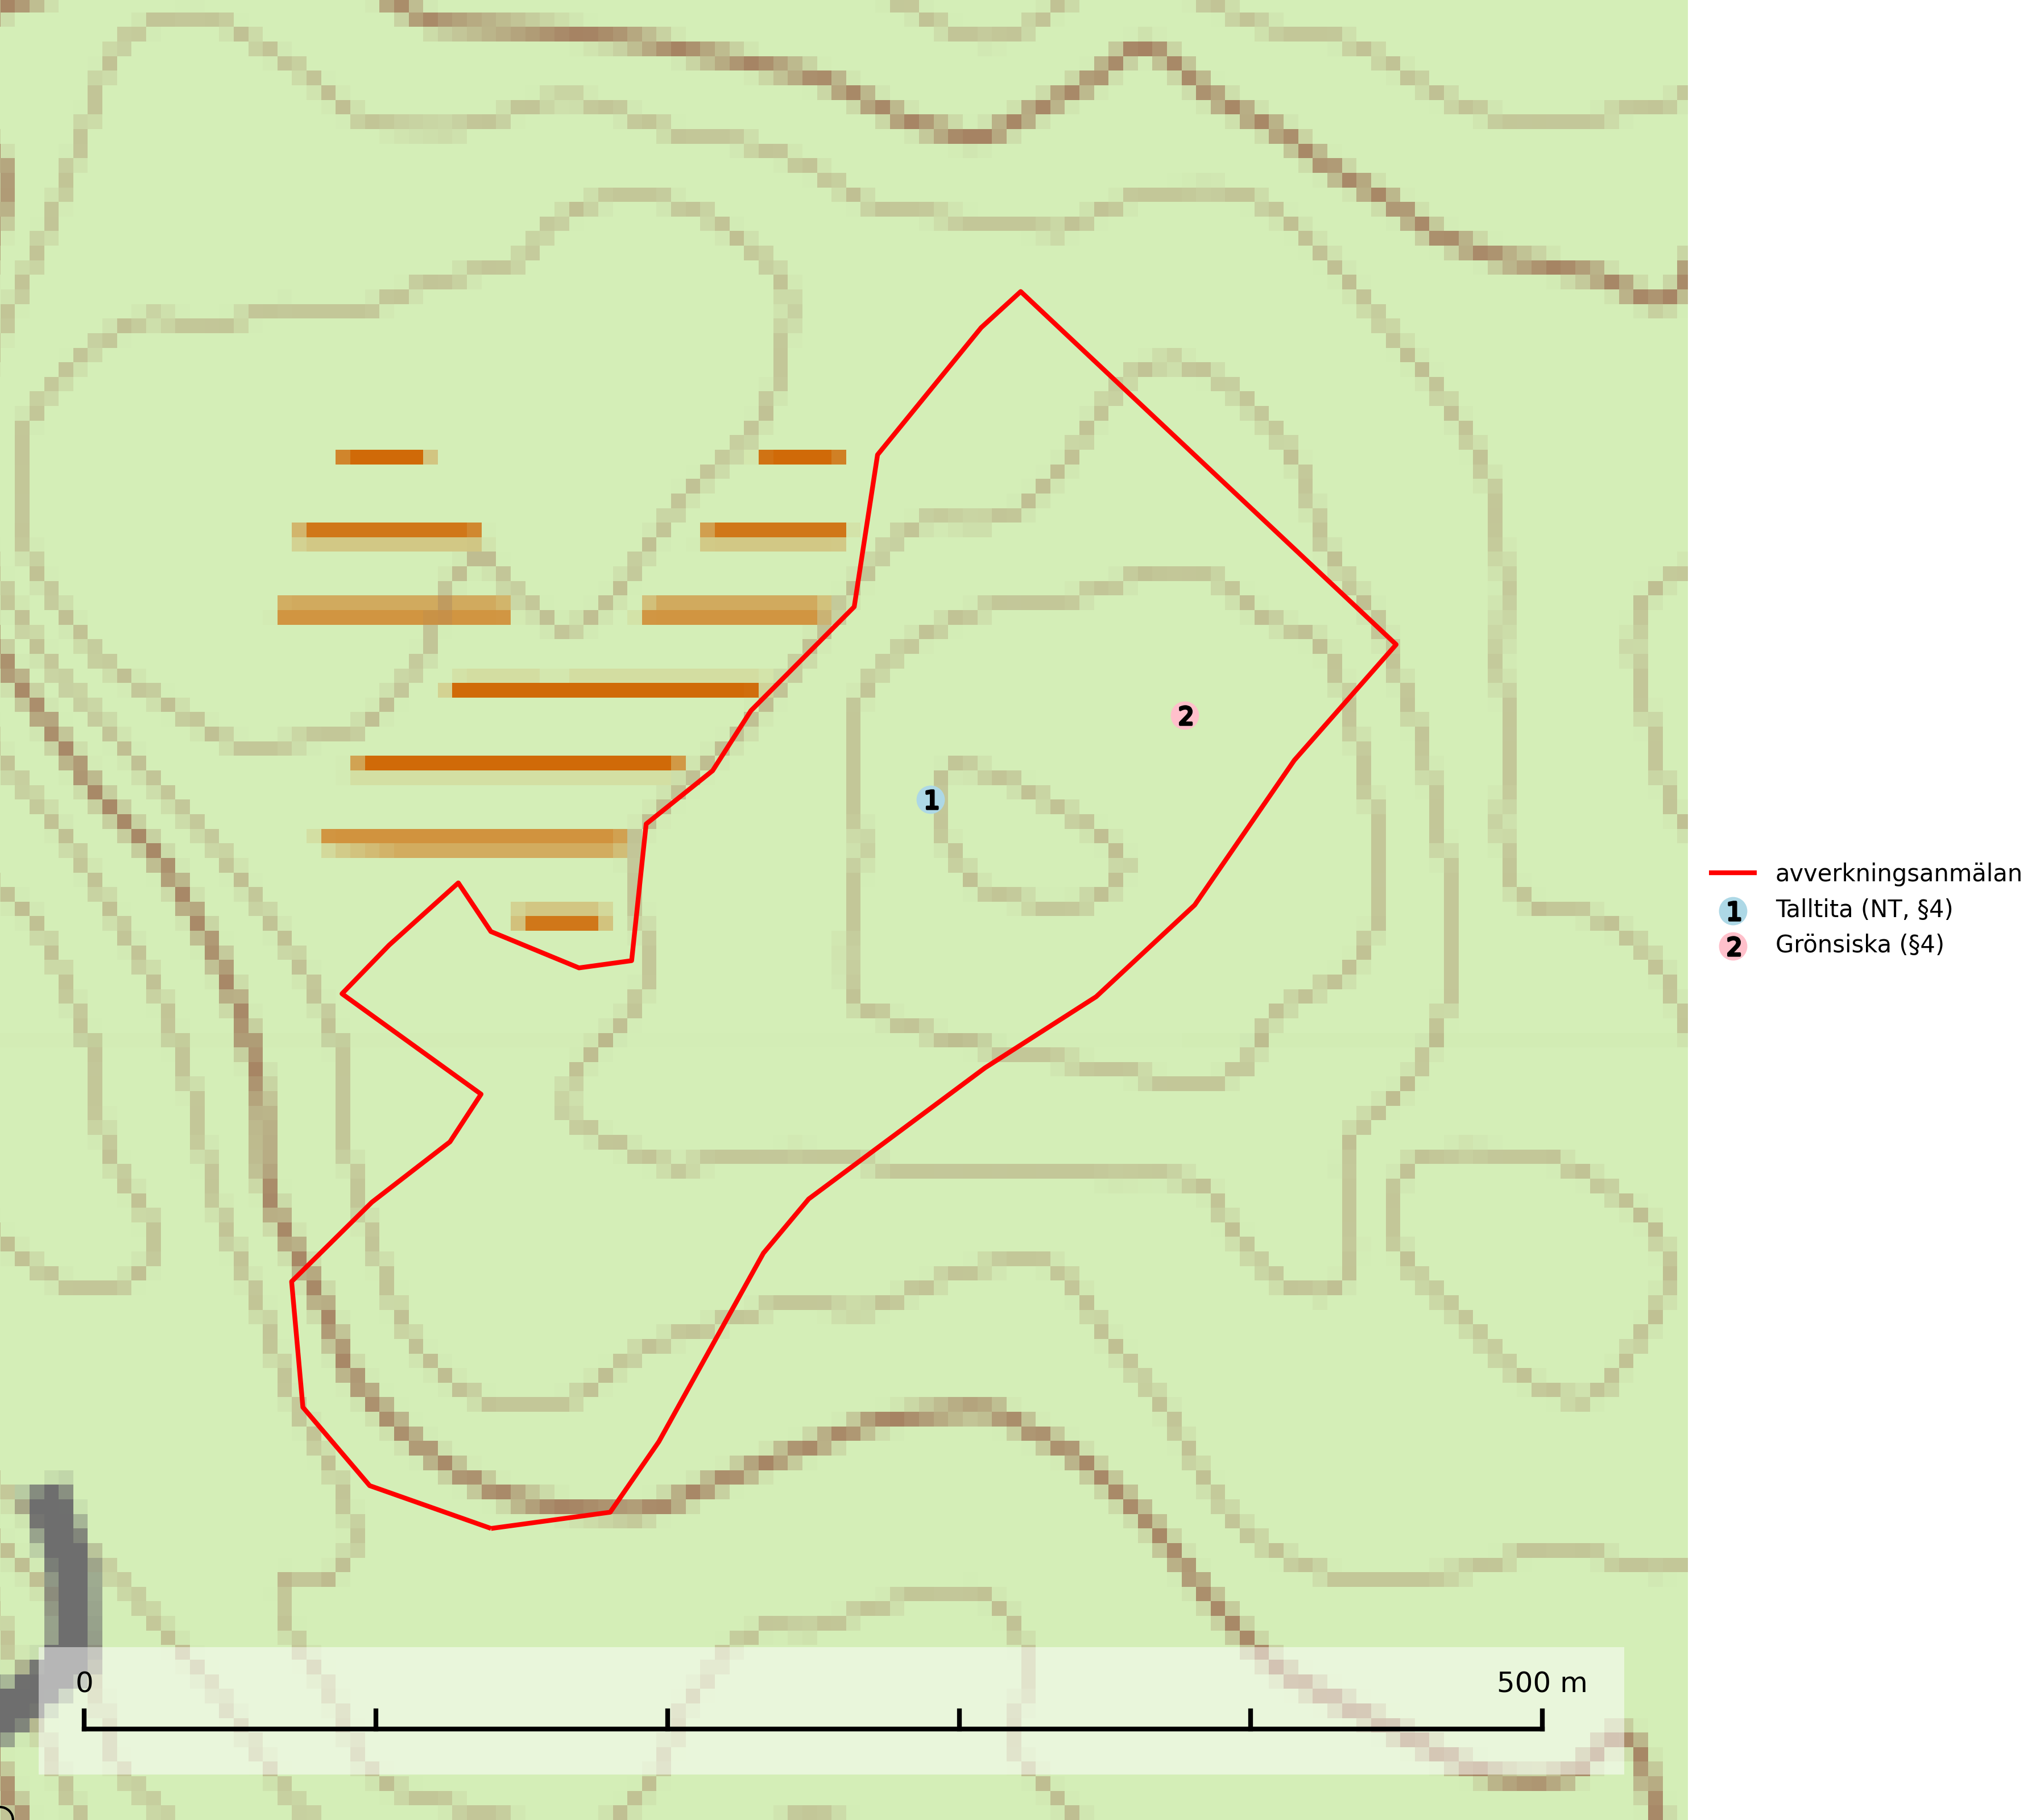 2
1
avverkningsanmälan
1 Talltita (NT, §4)
2 Grönsiska (§4)
0 500 m